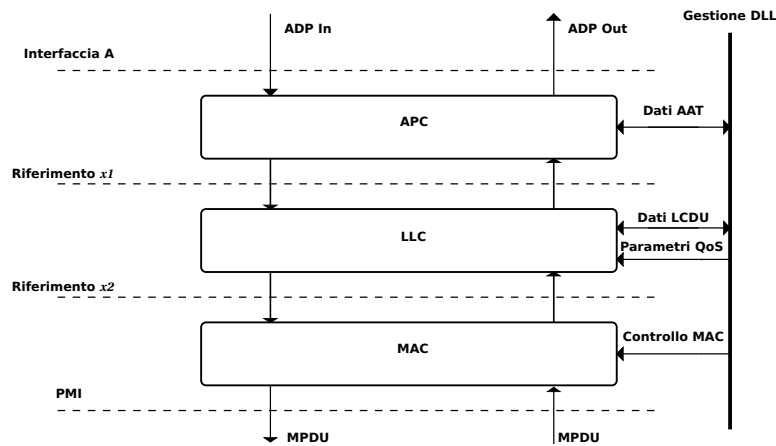 Gestione DLL
ADP In
ADP Out
Interfaccia A
APC
Dati AAT
Riferimento x1
Dati LCDU
LLC
Parametri QoS
Riferimento x2
Controllo MAC
MAC
PMI
MPDU
MPDU